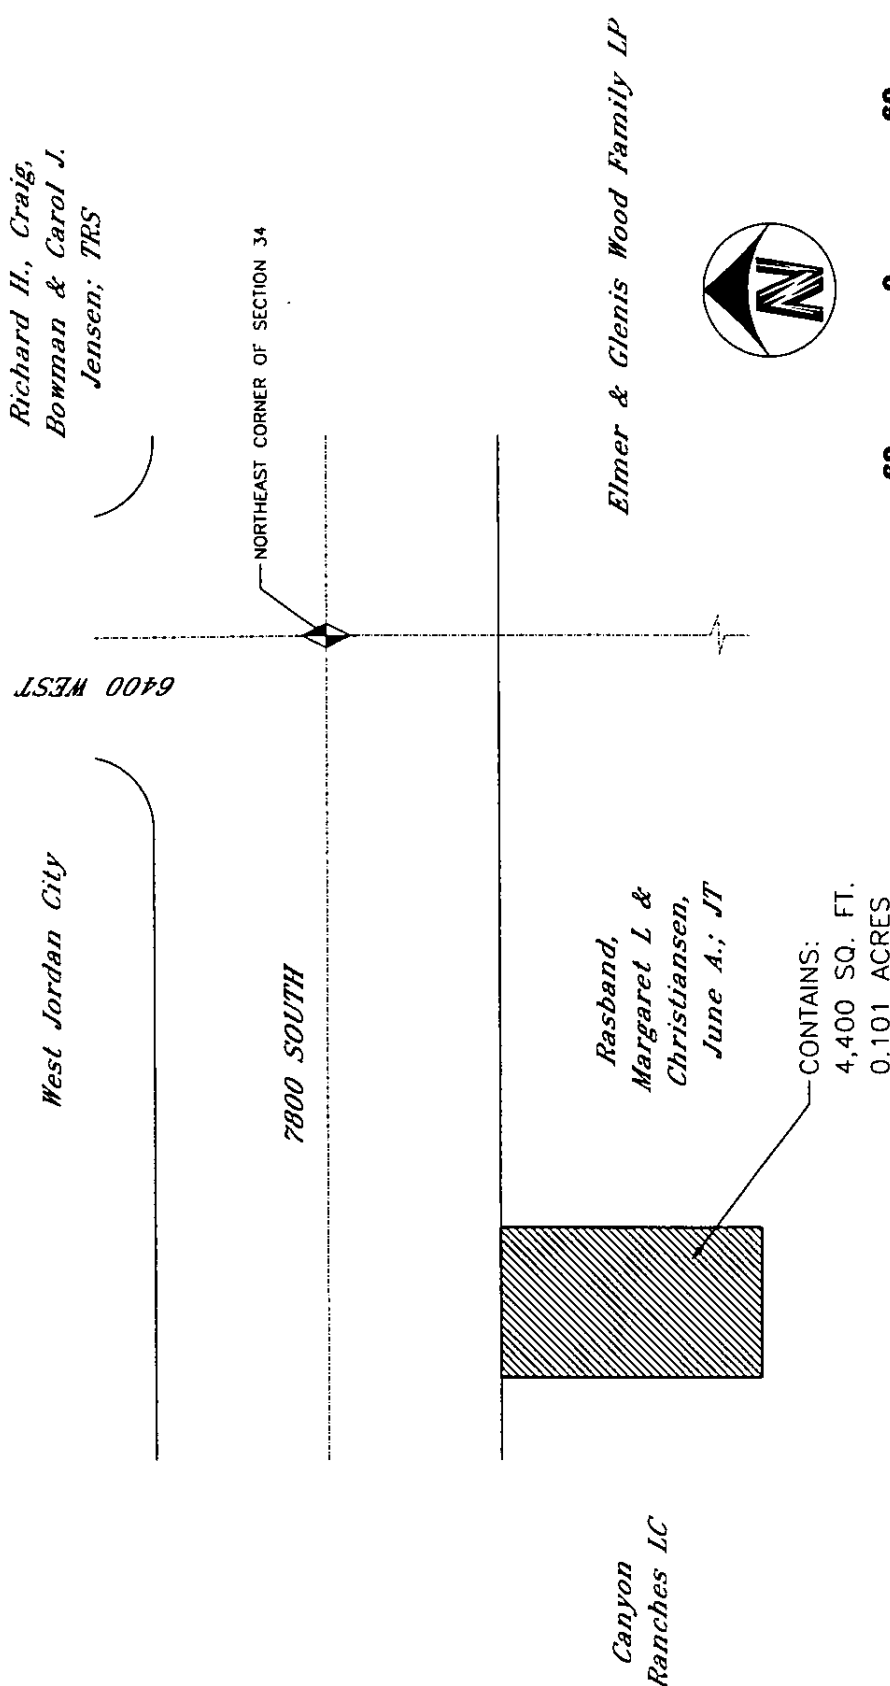 West Jordan City
6400 WEST
Richard H., Craig,
Bowman & Carol J.
Jensen; TRS
NORTHEAST CORNER OF SECTION 34
7800 SOUTH
Canyon
Ranches LC
Rasband,
Margaret L &
Christiansen,
June A.; JT
Elmer & Glenis Wood Family LP
N
CONTAINS:
4,400 SQ. FT.
0.101 ACRES